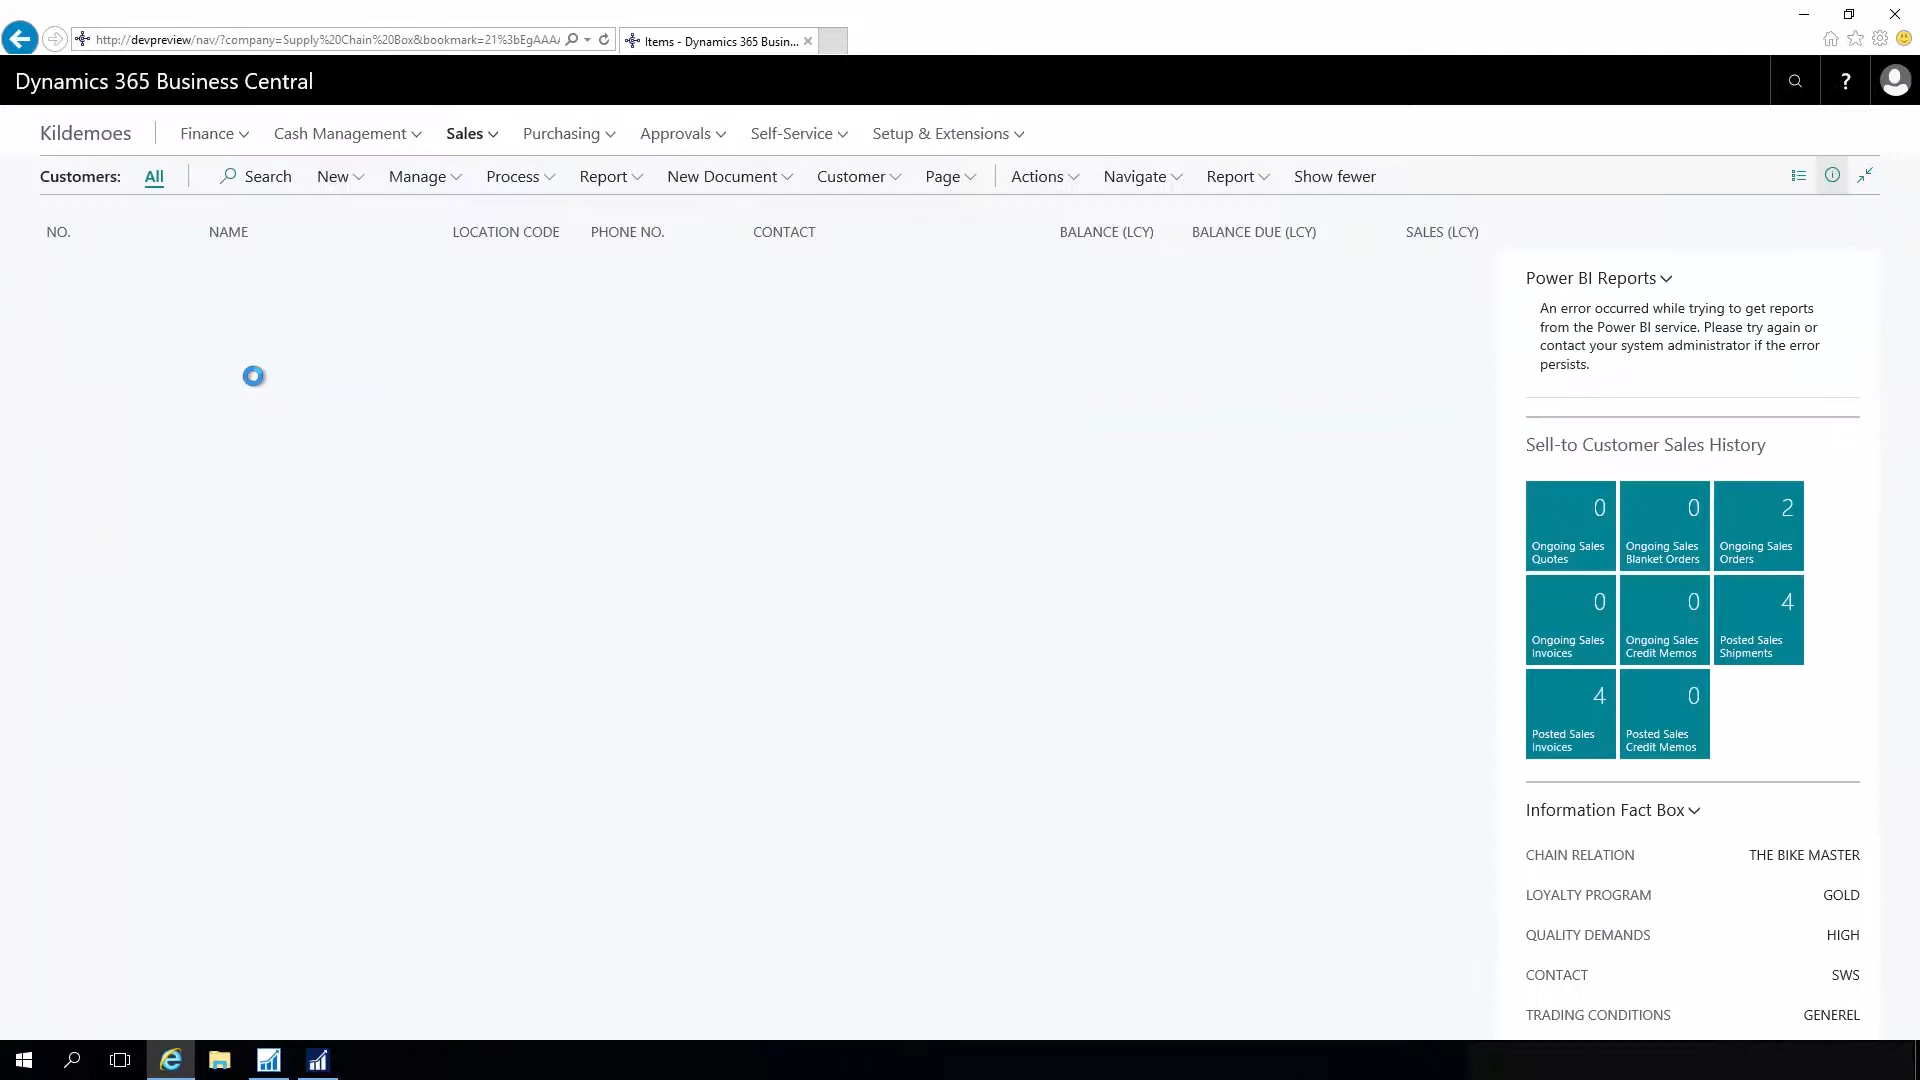 http://devpreview/nav/?company=Supply%20Chain%20Box&bookmark=21%3bEgAAA
Items - Dynamics 365 Busin...
Dynamics 365 Business Central
?
Kildemoes
Finance
Cash Management
Sales
Purchasing
Approvals
Self-Service
Setup & Extensions
Customers:
All
Search
New
Manage
Process
Report
New Document
Customer
Page
Actions
Navigate
Report
Show fewer
NO.
NAME
LOCATION CODE
PHONE NO.
CONTACT
BALANCE (LCY)
BALANCE DUE (LCY)
SALES (LCY)
Power BI Reports
An error occurred while trying to get reports
from the Power BI service. Please try again or
contact your system administrator if the error
persists.
Sell-to Customer Sales History
0
Ongoing Sales
Quotes
0
Ongoing Sales
Blanket Orders
2
Ongoing Sales
Orders
0
Ongoing Sales
Invoices
0
Ongoing Sales
Credit Memos
4
Posted Sales
Shipments
4
Posted Sales
Invoices
0
Posted Sales
Credit Memos
Information Fact Box
CHAIN RELATION THE BIKE MASTER
LOYALTY PROGRAM GOLD
QUALITY DEMANDS HIGH
CONTACT SWS
TRADING CONDITIONS GENEREL